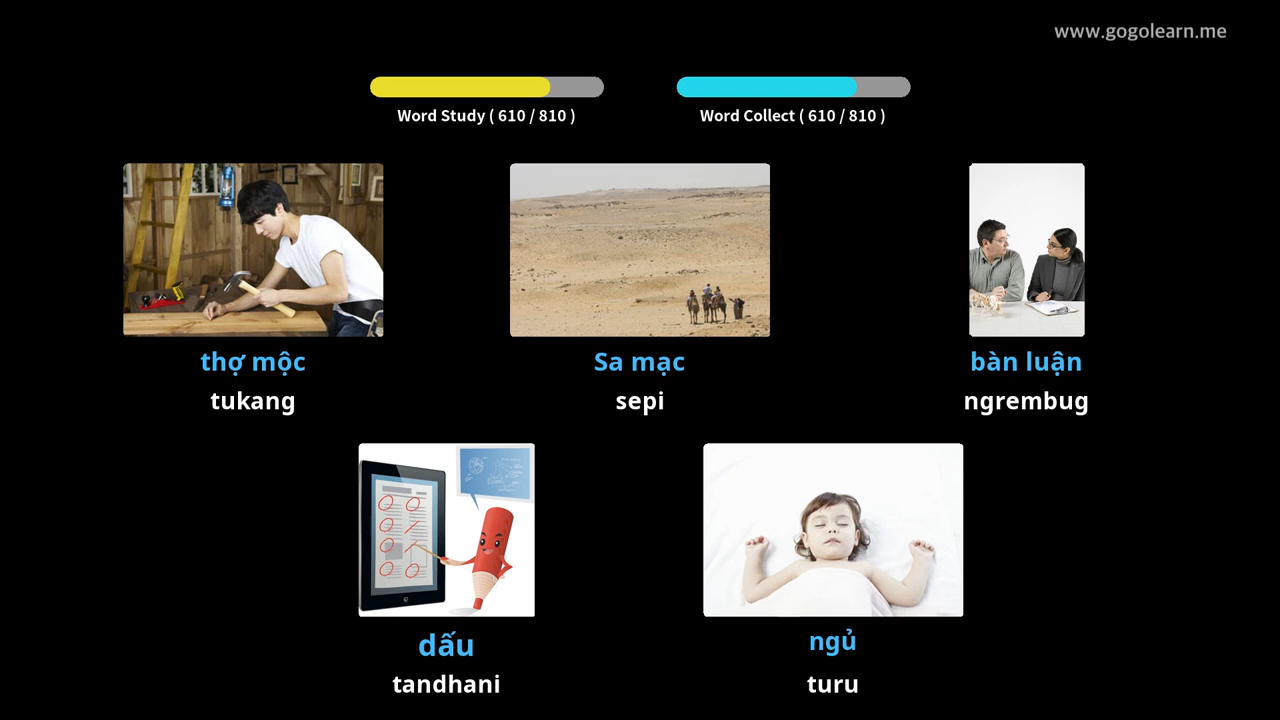 www.gogolearn.me
Word Study ( 610 / 810 )
Word Collect ( 610 / 810 )
thợ mộc
tukang
Sa mạc
sepi
bàn luận
ngrembug
dấu
tandhani
ngủ
turu